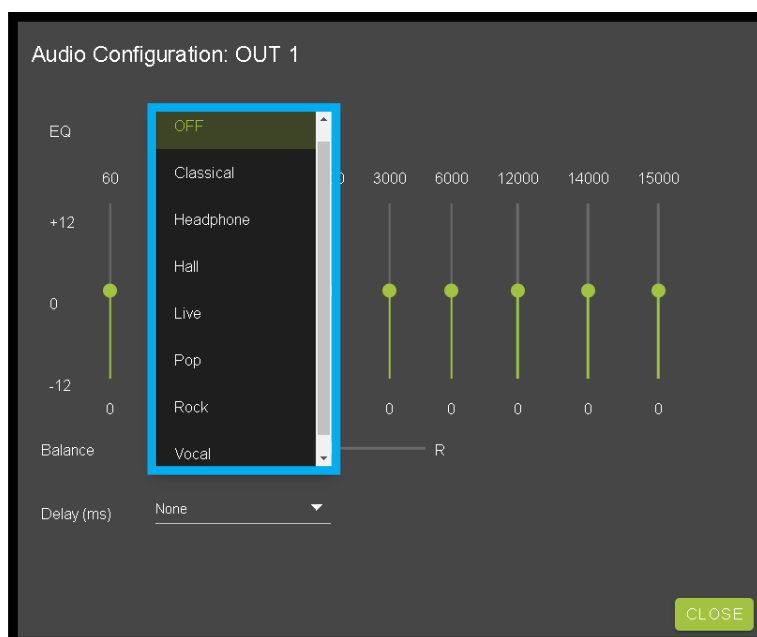 Audio Configuration: OUT 1
EQ
OFF
Classical
Headphone
Hall
Live
Pop
Rock
Vocal
60 3000 6000 12000 14000 15000
+12
0
-12
0 0 0 0 0 0
Balance R
Delay (ms) None
CLOSE